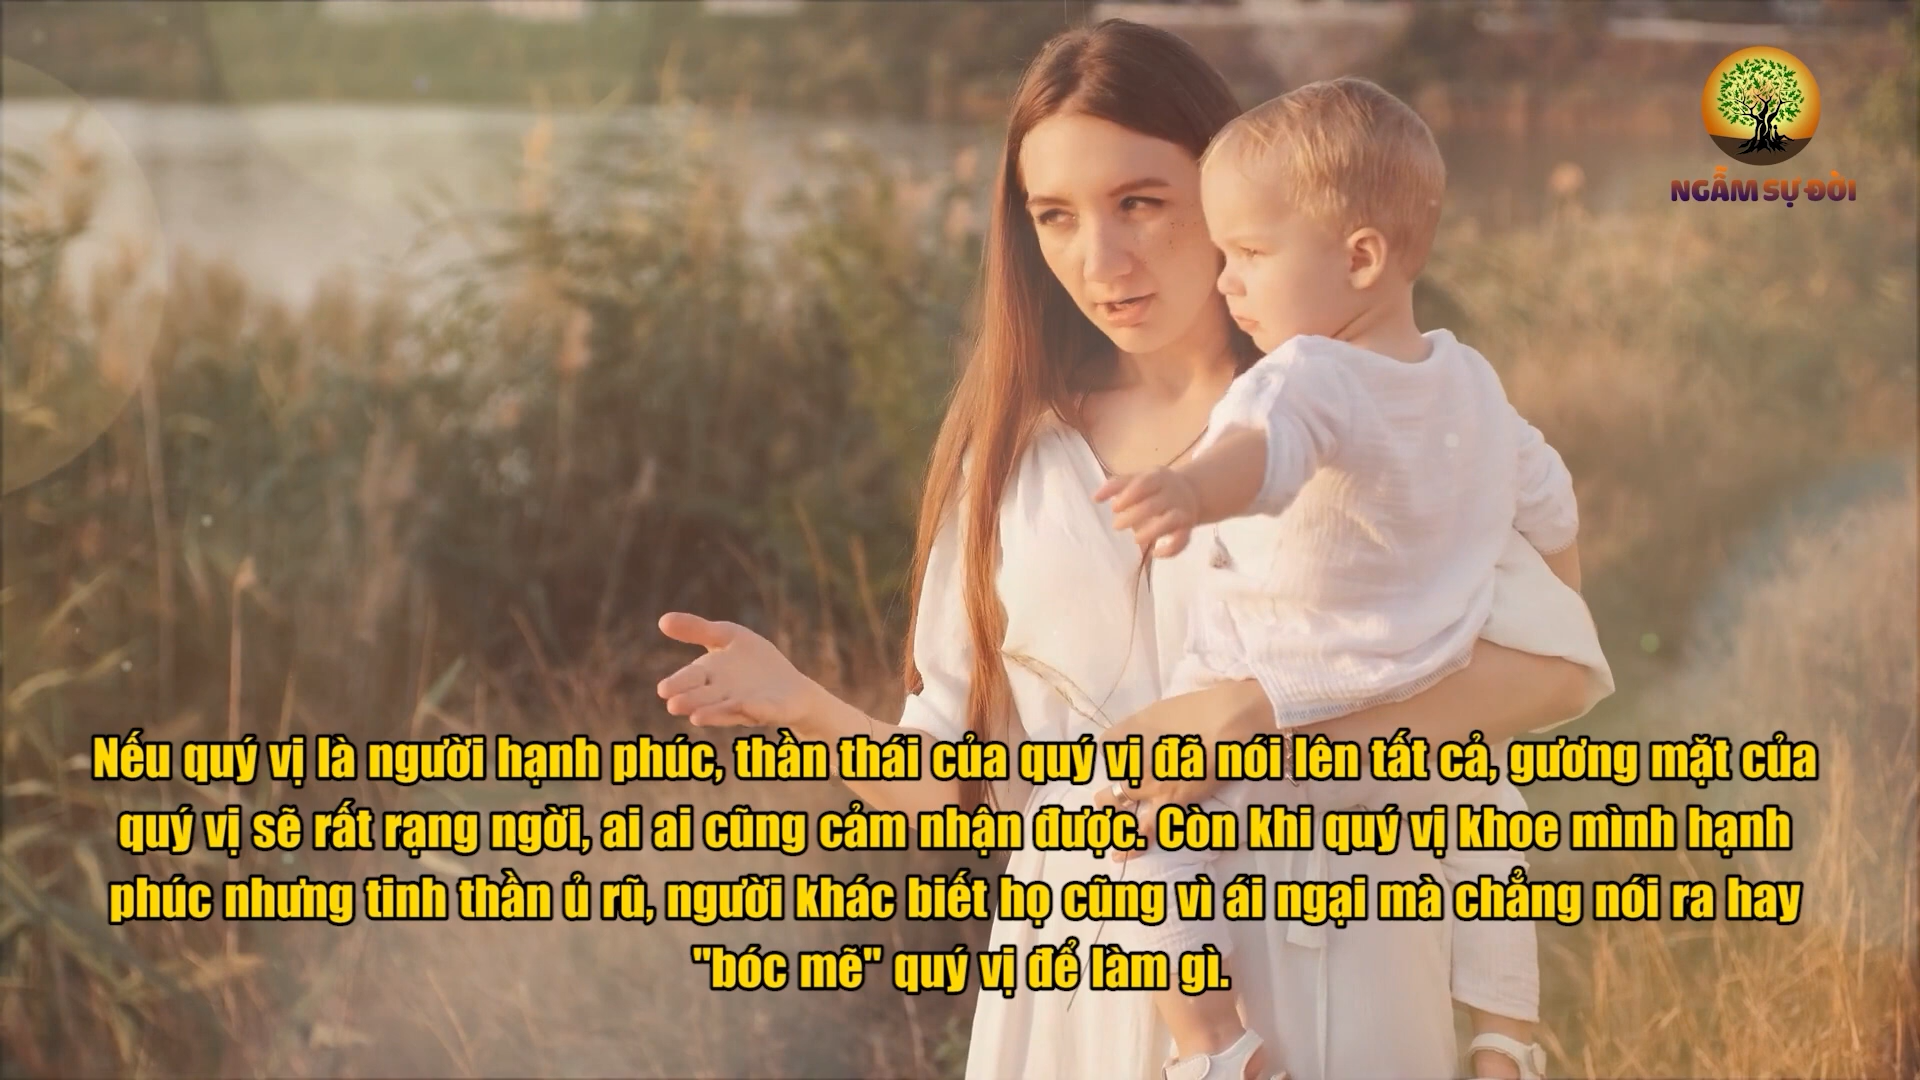 NGẪM SỰ ĐỜI
Nếu quý vị là người hạnh phúc, thần thái của quý vị đã nói lên tất cả, gương mặt của
quý vị sẽ rất rạng ngời, ai ai cũng cảm nhận được. Còn khi quý vị khoe mình hạnh
phúc nhưng tinh thần ủ rũ, người khác biết họ cũng vì ái ngại mà chẳng nói ra hay
"bóc mẽ" quý vị để làm gì.